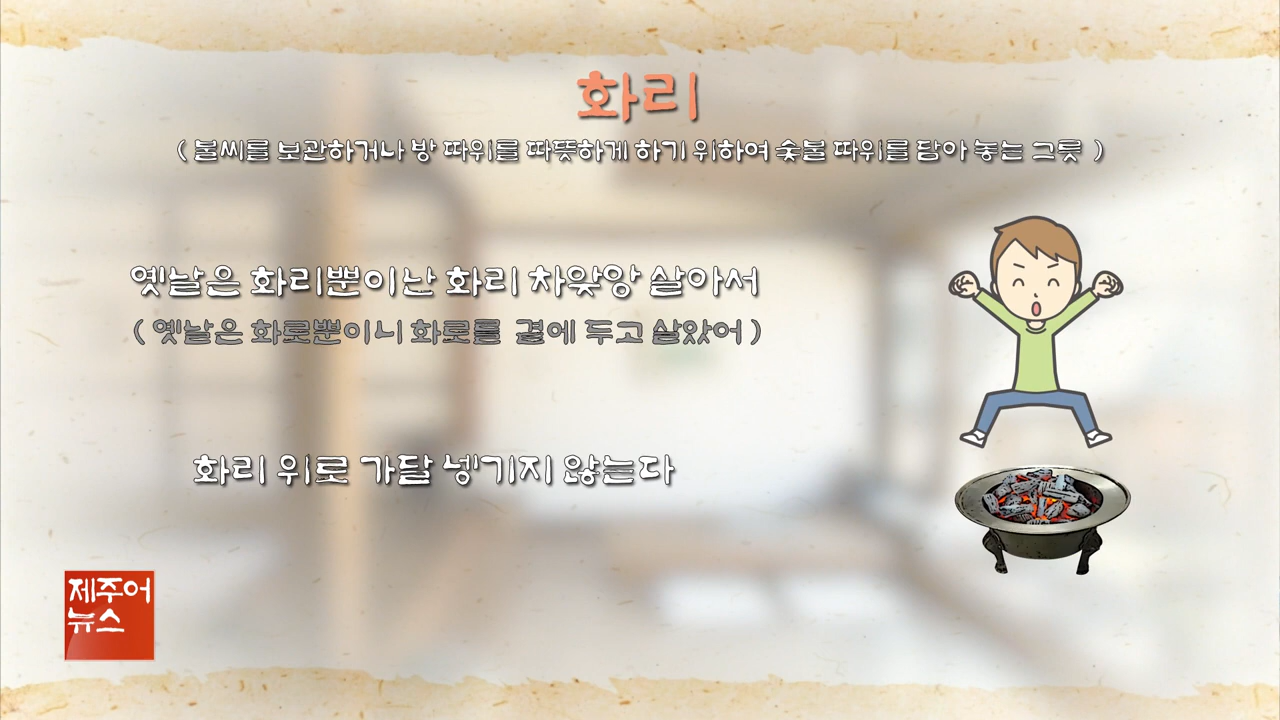 화리
( 불씨를 보관하거나 방 따위를 따뜻하게 하기 위하여 숯불 따위를 담아 놓는 그릇 )
옛날은 화리뿐이난 화리 차왖앙 살아서
( 옛날은 화로뿐이니 화로를 곁에 두고 살았어 )
화리 위로 가달 넹기지 않는다
제주어
뉴스